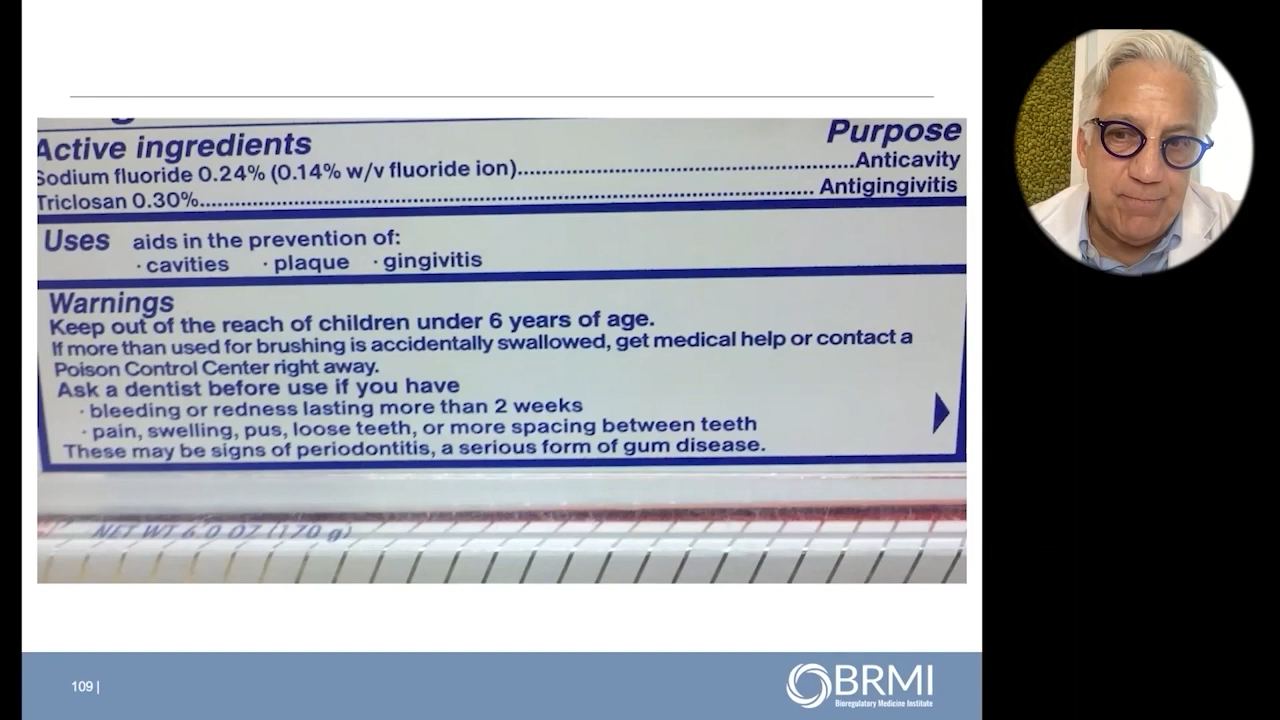 Active ingredients
Purpose
Sodium fluoride 0.24% (0.14% w/v fluoride ion)..........Anticavity
Triclosan 0.30%.......... Antigingivitis
Uses aids in the prevention of:
· cavities · plaque · gingivitis
Warnings
Keep out of the reach of children under 6 years of age.
If more than used for brushing is accidentally swallowed, get medical help or contact a
Poison Control Center right away.
Ask a dentist before use if you have
· bleeding or redness lasting more than 2 weeks
· pain, swelling, pus, loose teeth, or more spacing between teeth
These may be signs of periodontitis, a serious form of gum disease.
NET WT 6.0 OZ (170 g)
109 |
BRMI
Bioregulatory Medicine Institute